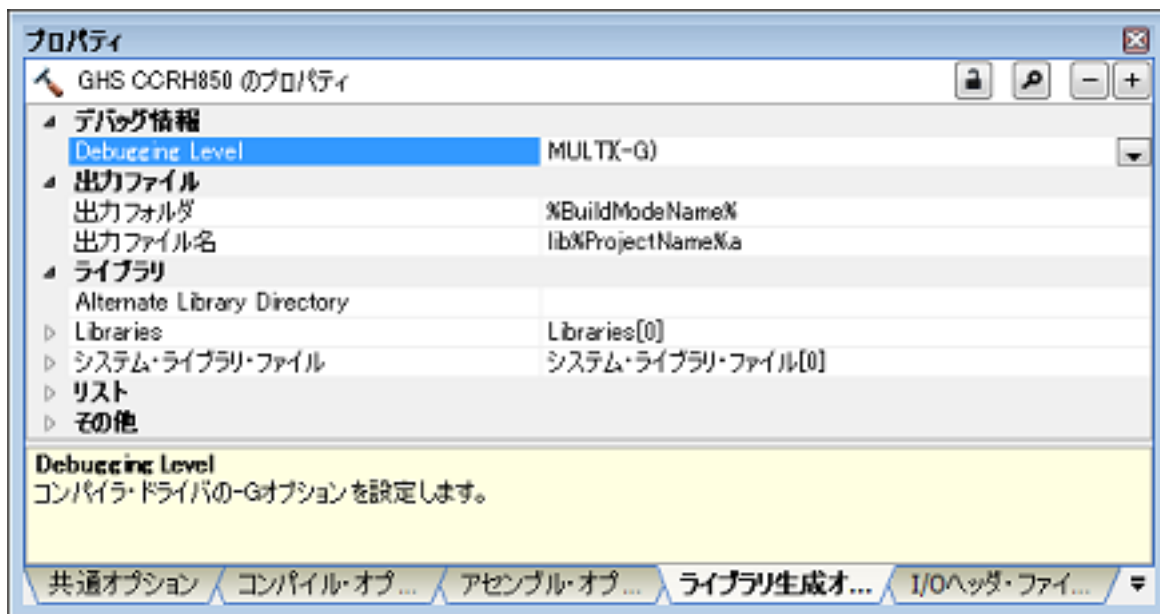 プロパティ
GHS CCRH850 のプロパティ
デバッグ情報
Debugging Level MULTI(-G)
出力ファイル
出力フォルダ %BuildModeName%
出力ファイル名 lib%ProjectName%.a
ライブラリ
Alternate Library Directory
Libraries Libraries[0]
システム・ライブラリ・ファイル システム・ライブラリ・ファイル[0]
リスト
その他
Debugging Level
コンパイラ・ドライバの-Gオプションを設定します。
共通オプション コンパイル・オプ... アセンブル・オプ... ライブラリ生成オ... I/Oヘッダ・ファイ...